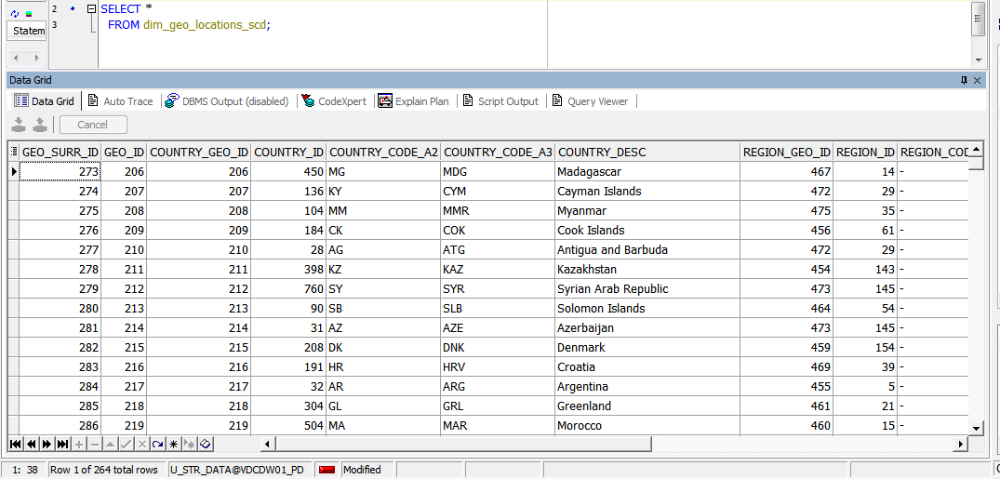 2 SELECT *
3 FROM dim_geo_locations_scd;
Statem
Data Grid
Data Grid Auto Trace DBMS Output (disabled) CodeXpert Explain Plan Script Output Query Viewer
Cancel
GEO_SURR_ID GEO_ID COUNTRY_GEO_ID COUNTRY_ID COUNTRY_CODE_A2 COUNTRY_CODE_A3 COUNTRY_DESC REGION_GEO_ID REGION_ID REGION_COD
273 206 206 450 MG MDG Madagascar 467 14 -
274 207 207 136 KY CYM Cayman Islands 472 29 -
275 208 208 104 MM MMR Myanmar 475 35 -
276 209 209 184 CK COK Cook Islands 456 61 -
277 210 210 28 AG ATG Antigua and Barbuda 472 29 -
278 211 211 398 KZ KAZ Kazakhstan 454 143 -
279 212 212 760 SY SYR Syrian Arab Republic 473 145 -
280 213 213 90 SB SLB Solomon Islands 464 54 -
281 214 214 31 AZ AZE Azerbaijan 473 145 -
282 215 215 208 DK DNK Denmark 459 154 -
283 216 216 191 HR HRV Croatia 469 39 -
284 217 217 32 AR ARG Argentina 455 5 -
285 218 218 304 GL GRL Greenland 461 21 -
286 219 219 504 MA MAR Morocco 460 15 -
1: 38 Row 1 of 264 total rows U_STR_DATA@VDCDW01_PD Modified